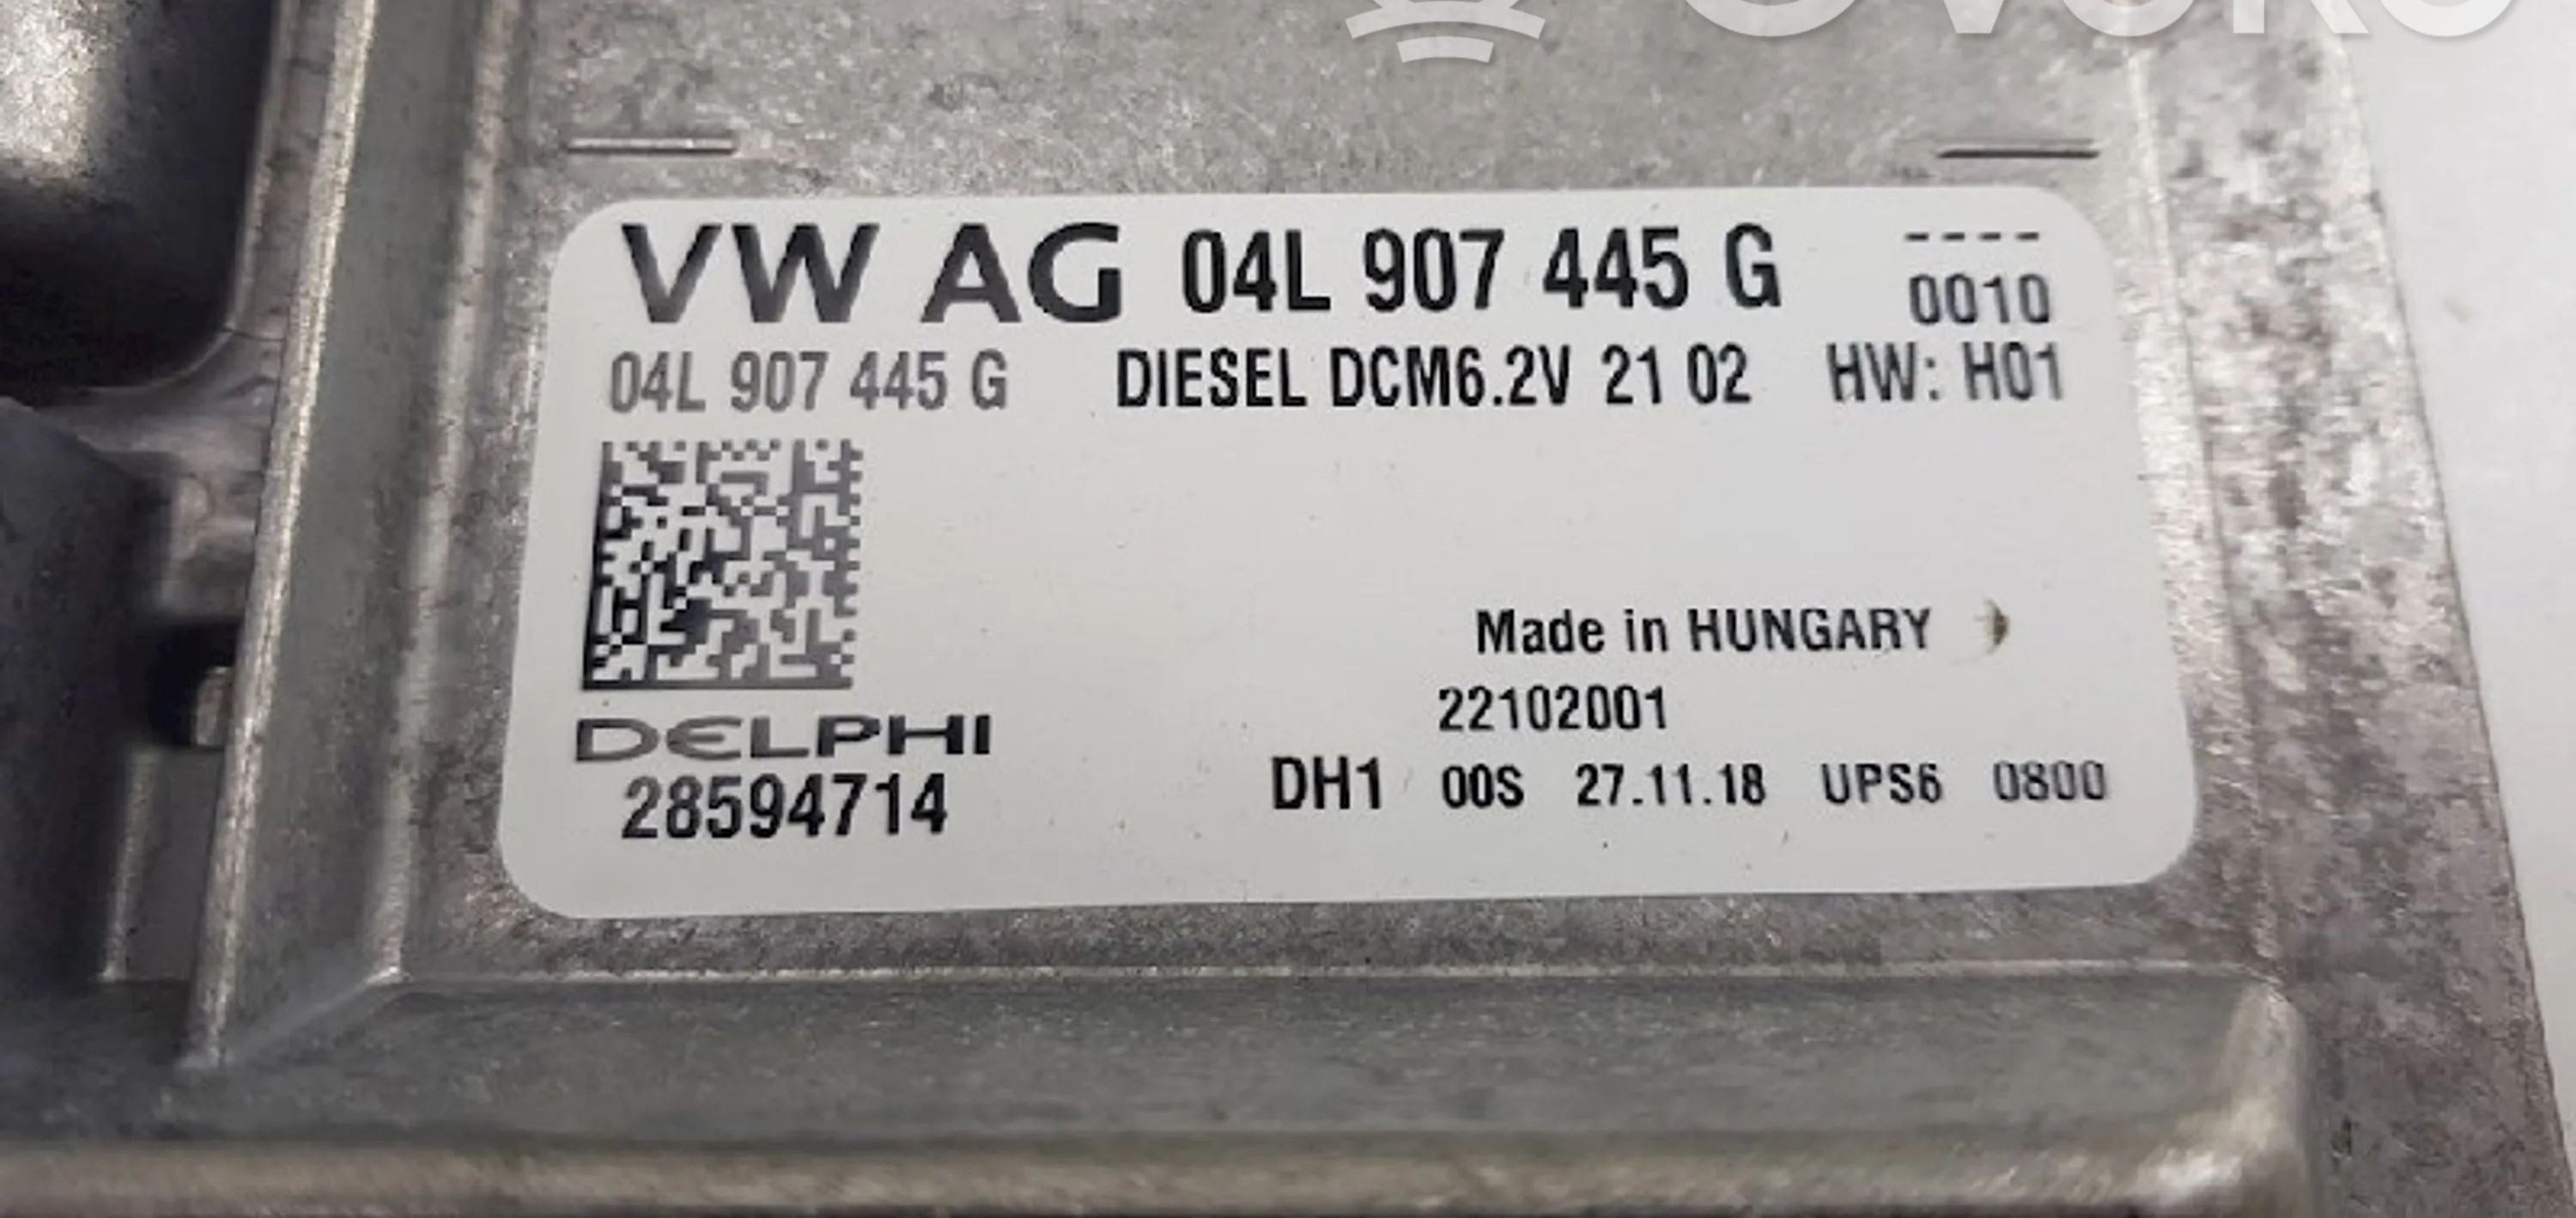 VW AG 04L 907 445 G ----
0010
04L 907 445 G DIESEL DCM6.2V 21 02 HW: H01
Made in HUNGARY
22102001
DELPHI
28594714
DH1 00S 27.11.18 UPS6 0800